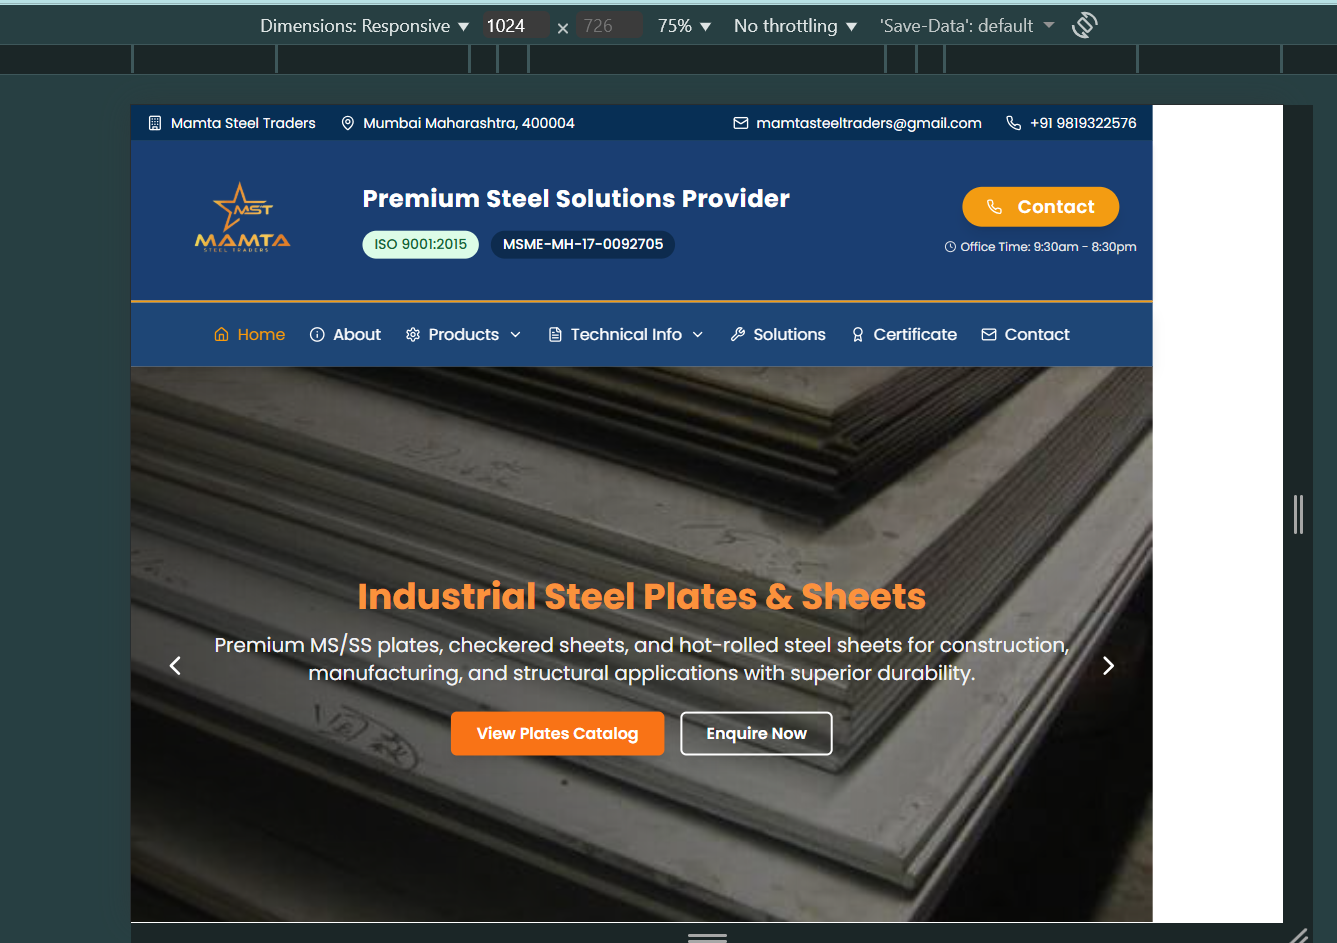 Dimensions: Responsive ▼ 1024 × 726 75% ▼ No throttling ▼ 'Save-Data': default
Mamta Steel Traders Mumbai Maharashtra, 400004 mamtasteeltraders@gmail.com +91 9819322576
MST
MAMTA
STEEL TRADERS
Premium Steel Solutions Provider
ISO 9001:2015 MSME-MH-17-0092705
Contact
Office Time: 9:30am - 8:30pm
Home About Products Technical Info Solutions Certificate Contact
Industrial Steel Plates & Sheets
Premium MS/SS plates, checkered sheets, and hot-rolled steel sheets for construction,
manufacturing, and structural applications with superior durability.
View Plates Catalog Enquire Now